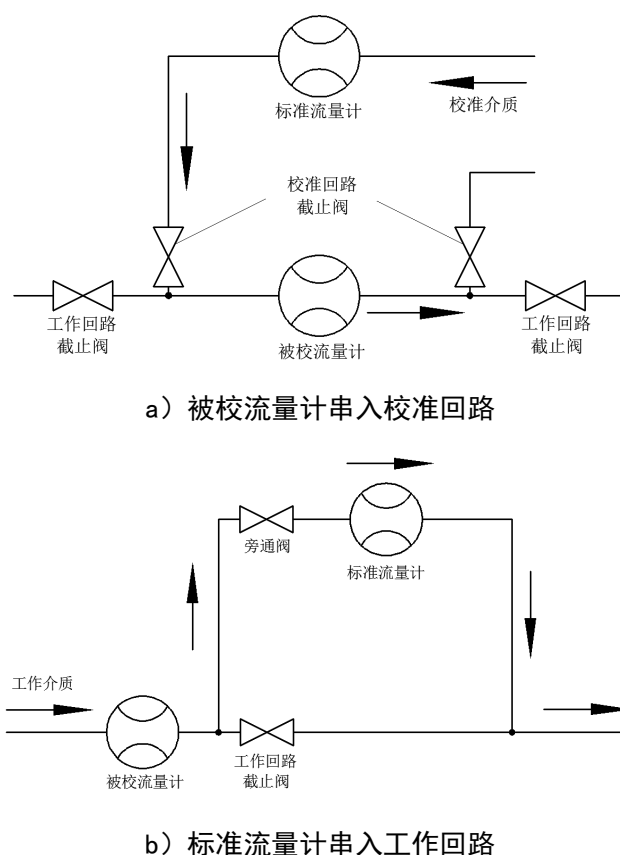 标准流量计
校准介质
校准回路
截止阀
工作回路
截止阀
被校流量计
工作回路
截止阀
a）被校流量计串入校准回路
旁通阀
标准流量计
工作介质
被校流量计
工作回路
截止阀
b）标准流量计串入工作回路